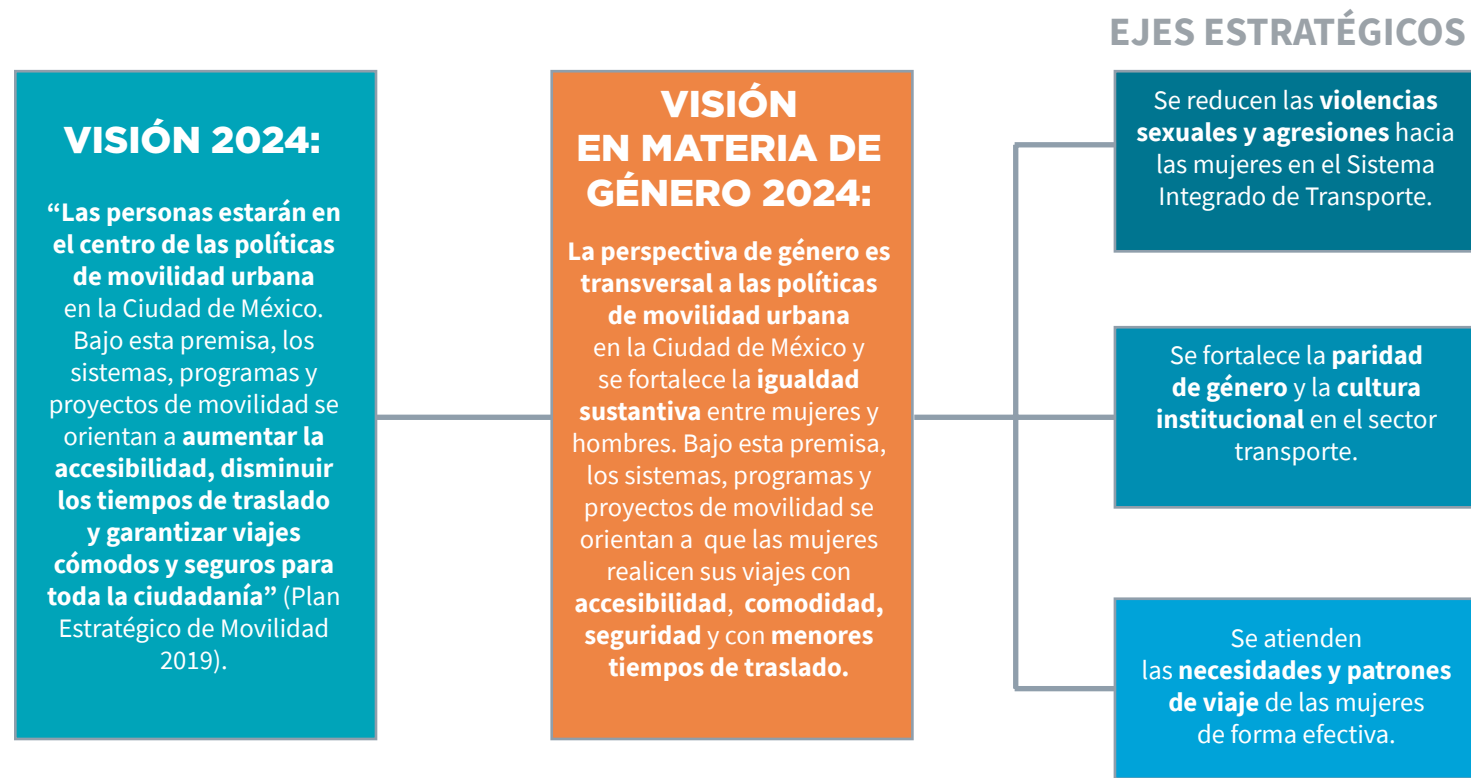 EJES ESTRATÉGICOS
VISIÓN 2024:
“Las personas estarán en
el centro de las políticas
de movilidad urbana
en la Ciudad de México.
Bajo esta premisa, los
sistemas, programas y
proyectos de movilidad se
orientan a aumentar la
accesibilidad, disminuir
los tiempos de traslado
y garantizar viajes
cómodos y seguros para
toda la ciudadanía” (Plan
Estratégico de Movilidad
2019).
VISIÓN
EN MATERIA DE
GÉNERO 2024:
La perspectiva de género es
transversal a las políticas
de movilidad urbana
en la Ciudad de México y
se fortalece la igualdad
sustantiva entre mujeres y
hombres. Bajo esta premisa,
los sistemas, programas y
proyectos de movilidad se
orientan a que las mujeres
realicen sus viajes con
accesibilidad, comodidad,
seguridad y con menores
tiempos de traslado.
Se reducen las violencias
sexuales y agresiones hacia
las mujeres en el Sistema
Integrado de Transporte.
Se fortalece la paridad
de género y la cultura
institucional en el sector
transporte.
Se atienden
las necesidades y patrones
de viaje de las mujeres
de forma efectiva.